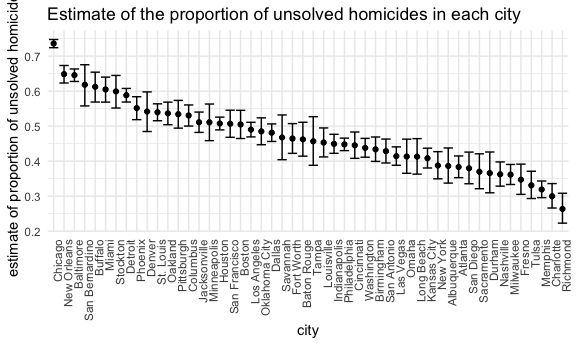 Estimate of the proportion of unsolved homicides in each city
estimate of proportion of unsolved homicide
0.7
0.6
0.5
0.4
0.3
0.2
Chicago
New Orleans
Baltimore
San Bernardino
Buffalo
Miami
Stockton
Detroit
Phoenix
Denver
St. Louis
Oakland
Pittsburgh
Columbus
Jacksonville
Minneapolis
Houston
San Francisco
Boston
Los Angeles
Oklahoma City
Dallas
Savannah
Fort Worth
Baton Rouge
Tampa
Louisville
Indianapolis
Philadelphia
Cincinnati
Washington
Birmingham
San Antonio
Las Vegas
Omaha
Long Beach
Kansas City
New York
Albuquerque
Atlanta
San Diego
Sacramento
Durham
Nashville
Milwaukee
Fresno
Tulsa
Memphis
Charlotte
Richmond
city